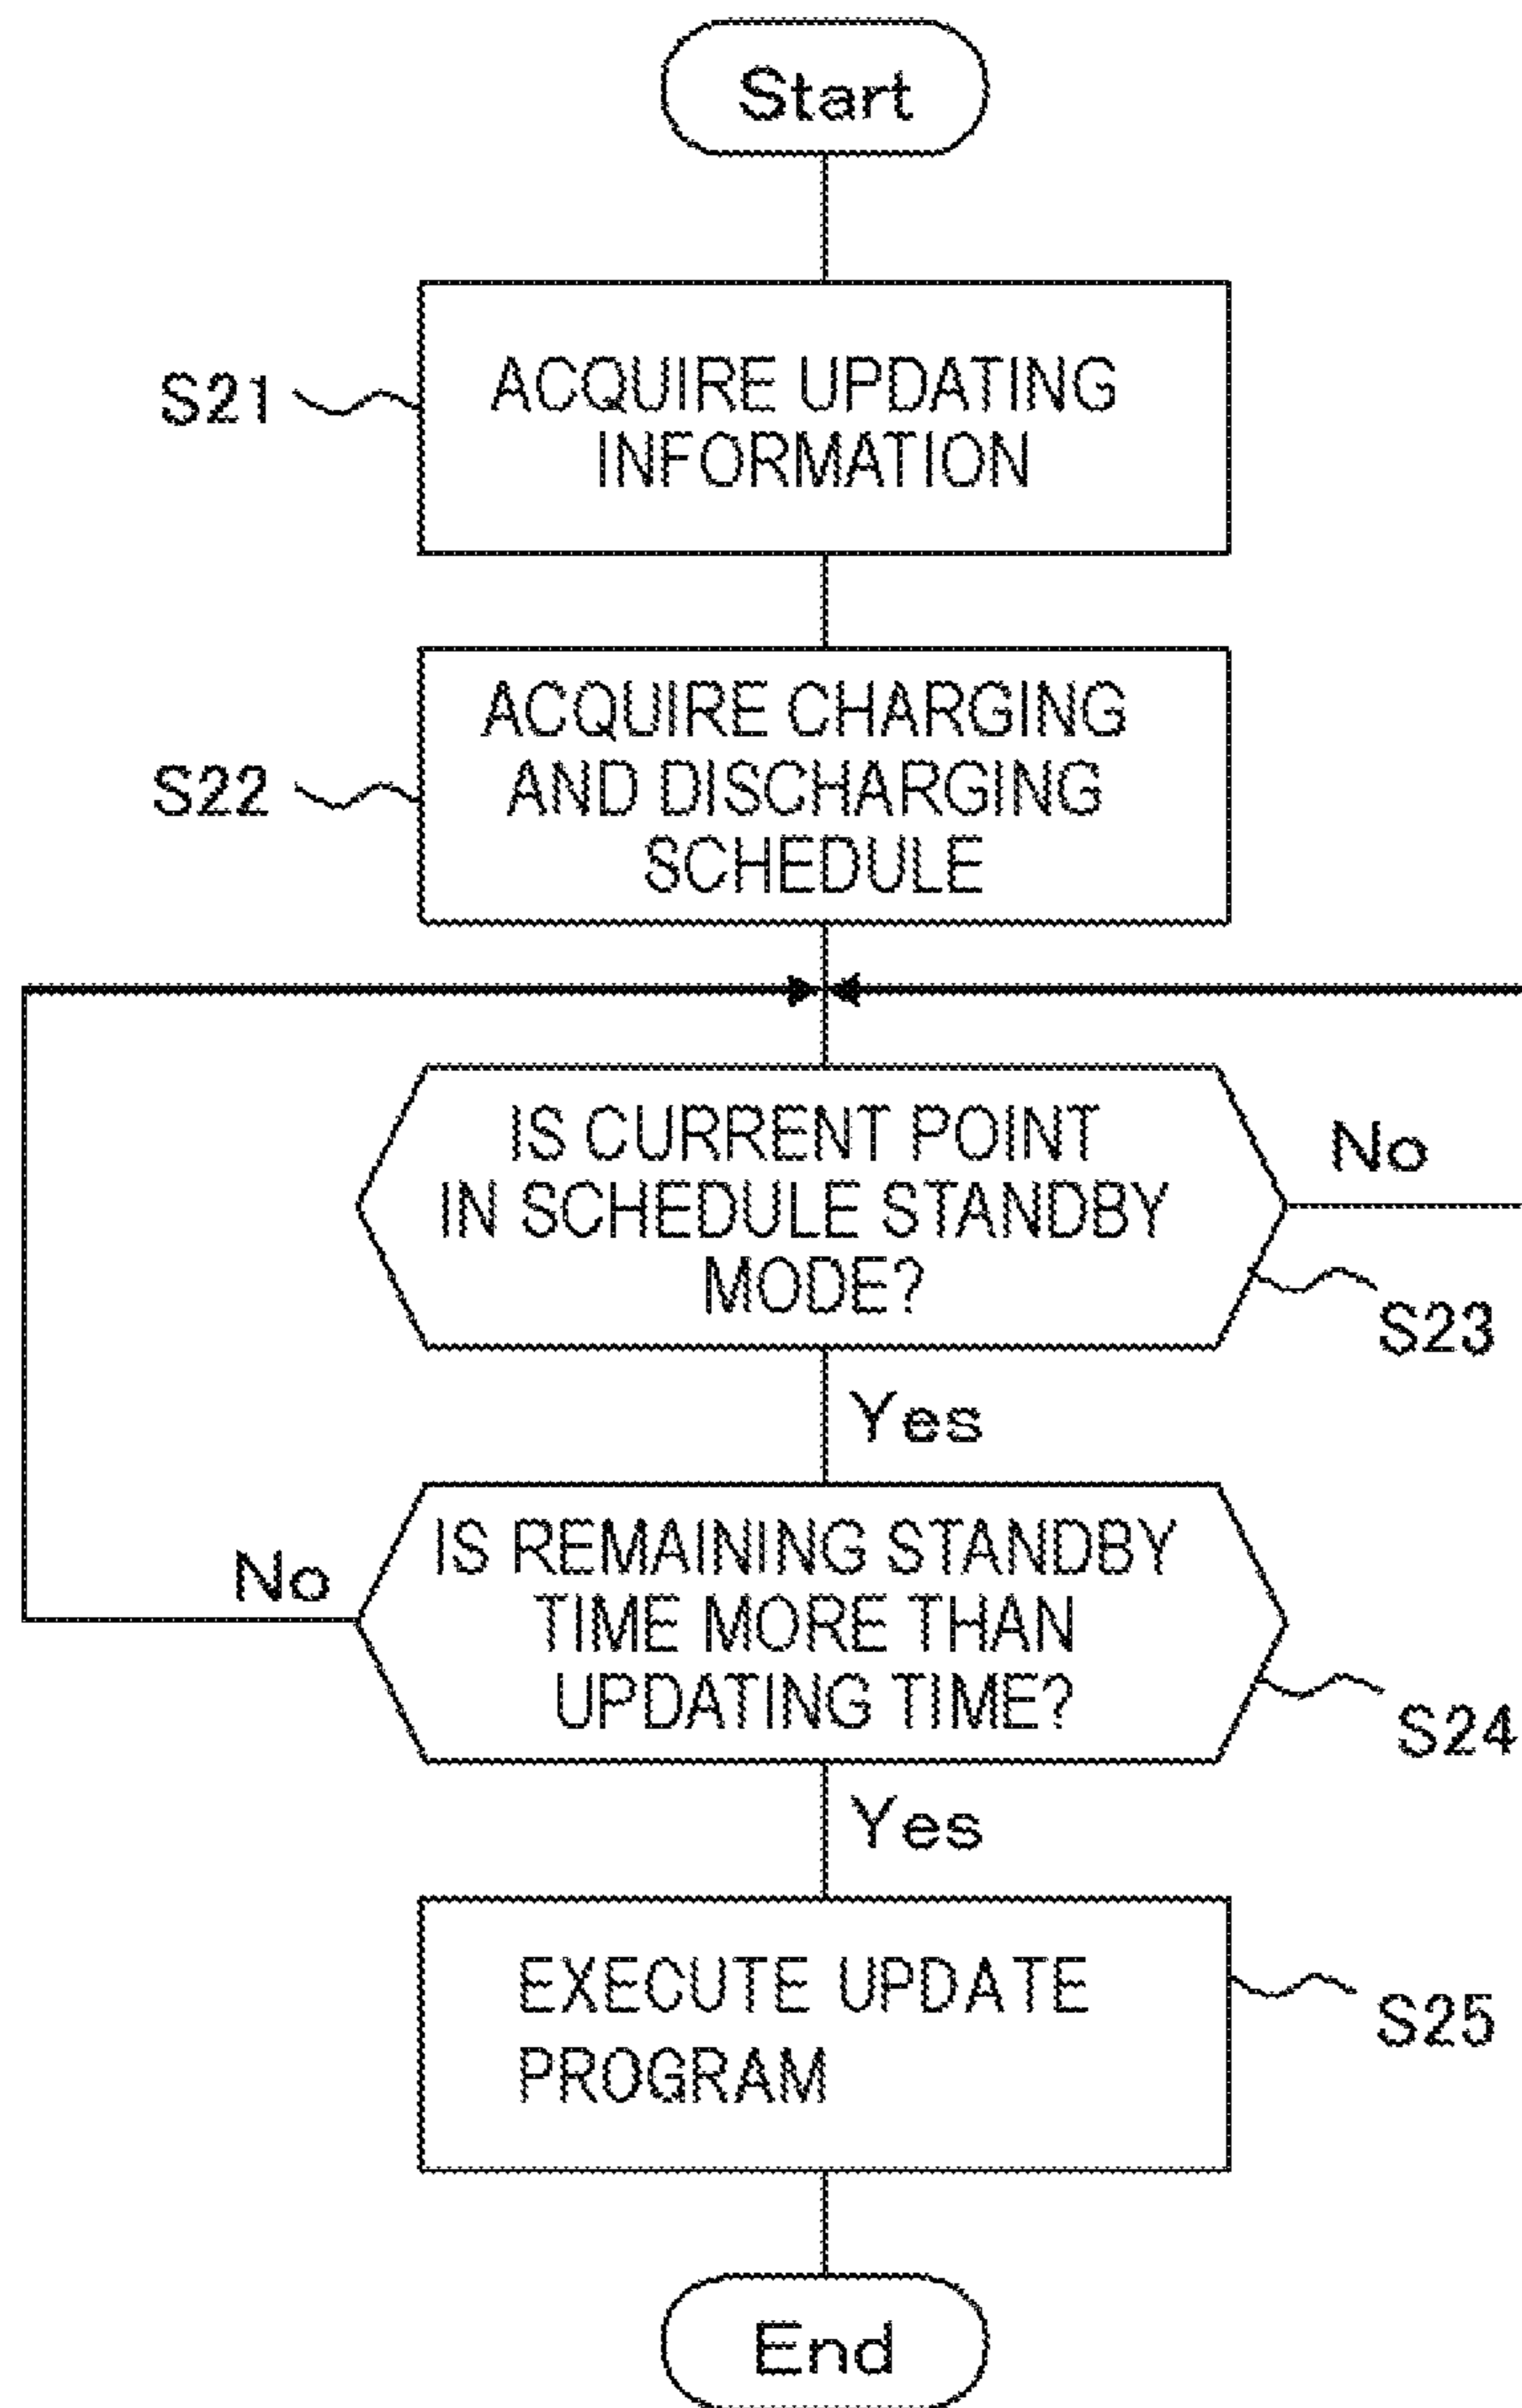 Start
S21
ACQUIRE UPDATING
INFORMATION
S22
ACQUIRE CHARGING
AND DISCHARGING
SCHEDULE
IS CURRENT POINT
IN SCHEDULE STANDBY
MODE?
No
S23
Yes
IS REMAINING STANDBY
TIME MORE THAN
UPDATING TIME?
No
S24
Yes
EXECUTE UPDATE
PROGRAM
S25
End